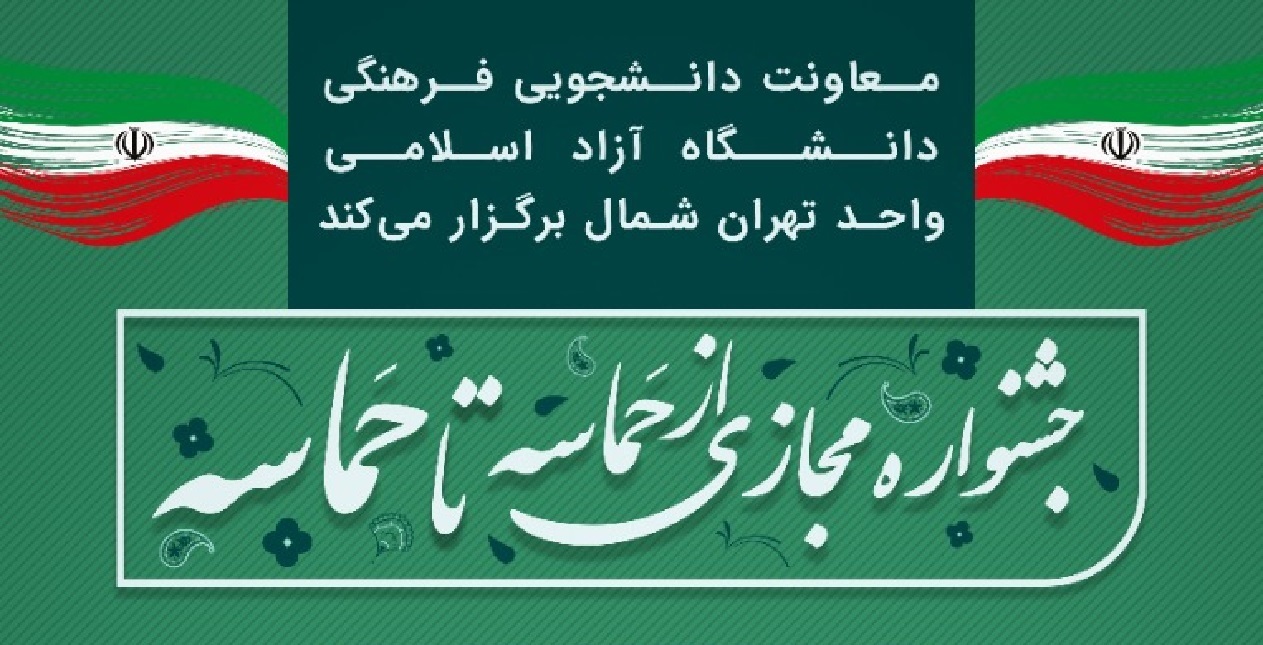 معاونت دانشجویی فرهنگی
دانشگاه آزاد اسلامی
واحد تهران شمال برگزار می‌کند
جشنواره مجازی از حماسه تا حماسه